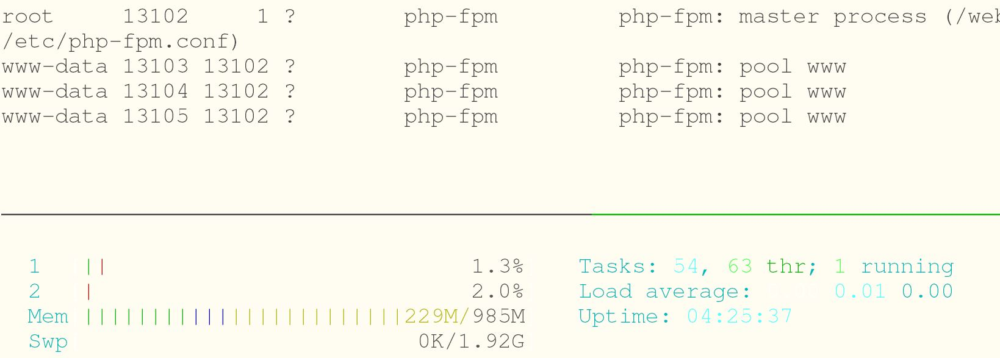 root 13102 1 ? php-fpm php-fpm: master process (/web
/etc/php-fpm.conf)
www-data 13103 13102 ? php-fpm php-fpm: pool www
www-data 13104 13102 ? php-fpm php-fpm: pool www
www-data 13105 13102 ? php-fpm php-fpm: pool www
1 || 1.3% Tasks: 54, 63 thr; 1 running
2 | 2.0% Load average: 0.01 0.00
Mem ||||||||||||||||||||||||229M/985M Uptime: 04:25:37
Swp 0K/1.92G